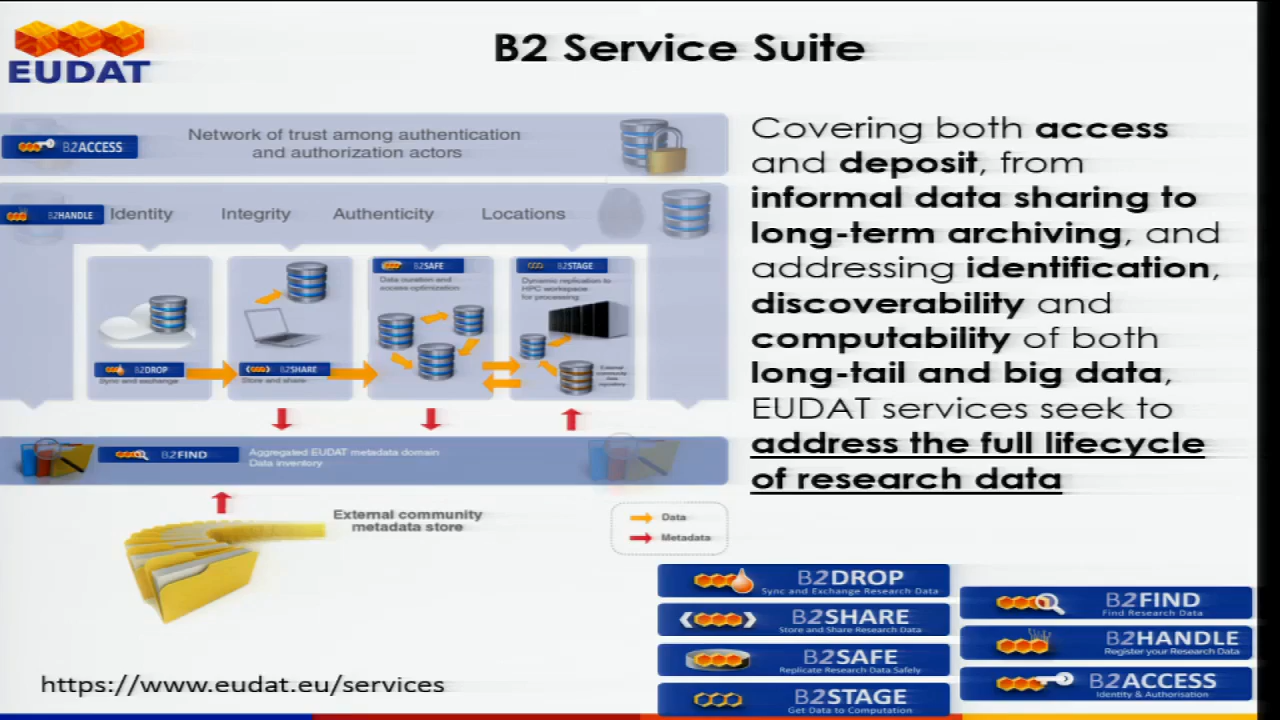 EUDAT
B2 Service Suite
B2ACCESS
Network of trust among authentication
and authorization actors
B2HANDLE
Identity
Integrity
Authenticity
Locations
B2DROP
Sync and exchange
B2SHARE
Store and share
B2SAFE
Data curation and
access optimization
B2STAGE
Dynamic replication to
HPC workspace
for processing
External
community
data
repository
B2FIND
Aggregated EUDAT metadata domain
Data inventory
External community
metadata store
Data
Metadata
Covering both access
and deposit, from
informal data sharing to
long-term archiving, and
addressing identification,
discoverability and
computability of both
long-tail and big data,
EUDAT services seek to
address the full lifecycle
of research data
B2DROP
Sync and Exchange Research Data
B2SHARE
Store and Share Research Data
B2SAFE
Replicate Research Data Safely
B2STAGE
Get Data to Computation
B2FIND
Find Research Data
B2HANDLE
Register your Research Data
B2ACCESS
Identity & Authorisation
https://www.eudat.eu/services